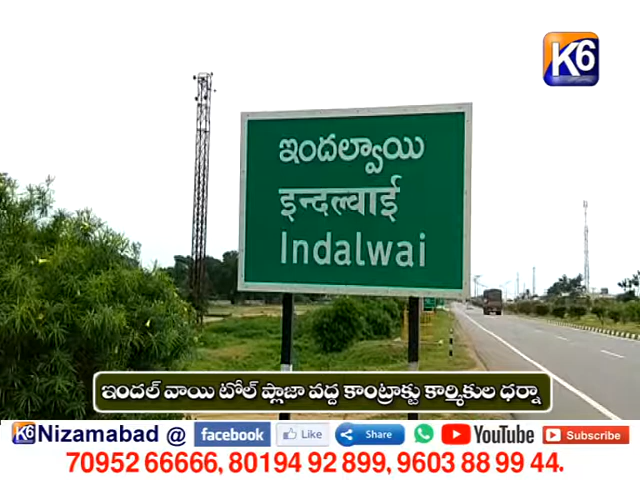 K6
ఇందల్వాయి
इन्दल्वाई
Indalwai
ఇందల్ వాయి టోల్ ప్లాజా వద్ద కాంట్రాక్టు కార్మికుల ధర్నా
K6 Nizamabad @ facebook Like Share YouTube Subscribe
70952 66666, 80194 92 899, 9603 88 99 44.